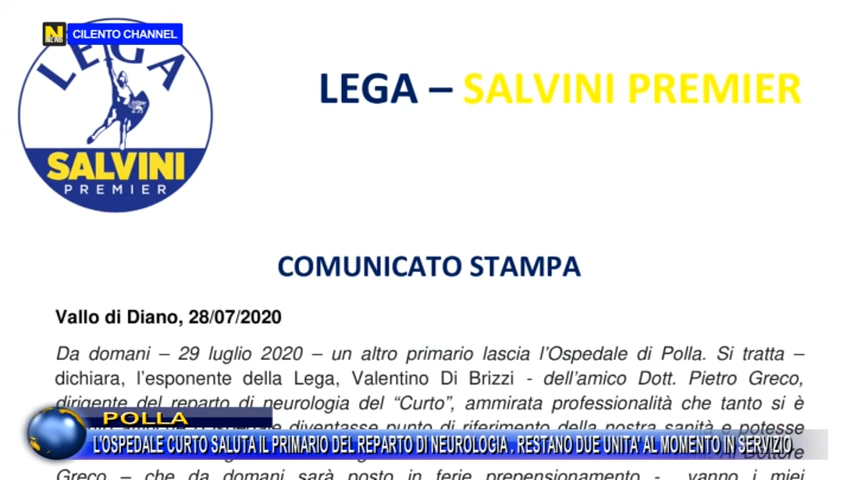 CILENTO CHANNEL
LEGA
SALVINI
PREMIER
LEGA – SALVINI PREMIER
COMUNICATO STAMPA
Vallo di Diano, 28/07/2020
Da domani – 29 luglio 2020 – un altro primario lascia l'Ospedale di Polla. Si tratta –
dichiara, l'esponente della Lega, Valentino Di Brizzi - dell'amico Dott. Pietro Greco,
dirigente del reparto di neurologia del “Curto”, ammirata professionalità che tanto si è
diventasse punto di riferimento della nostra sanità e potesse
POLLA
L'OSPEDALE CURTO SALUTA IL PRIMARIO DEL REPARTO DI NEUROLOGIA , RESTANO DUE UNITA' AL MOMENTO IN SERVIZIO
Greco – che da domani sarà posto in ferie prepensionamento - vanno i miei